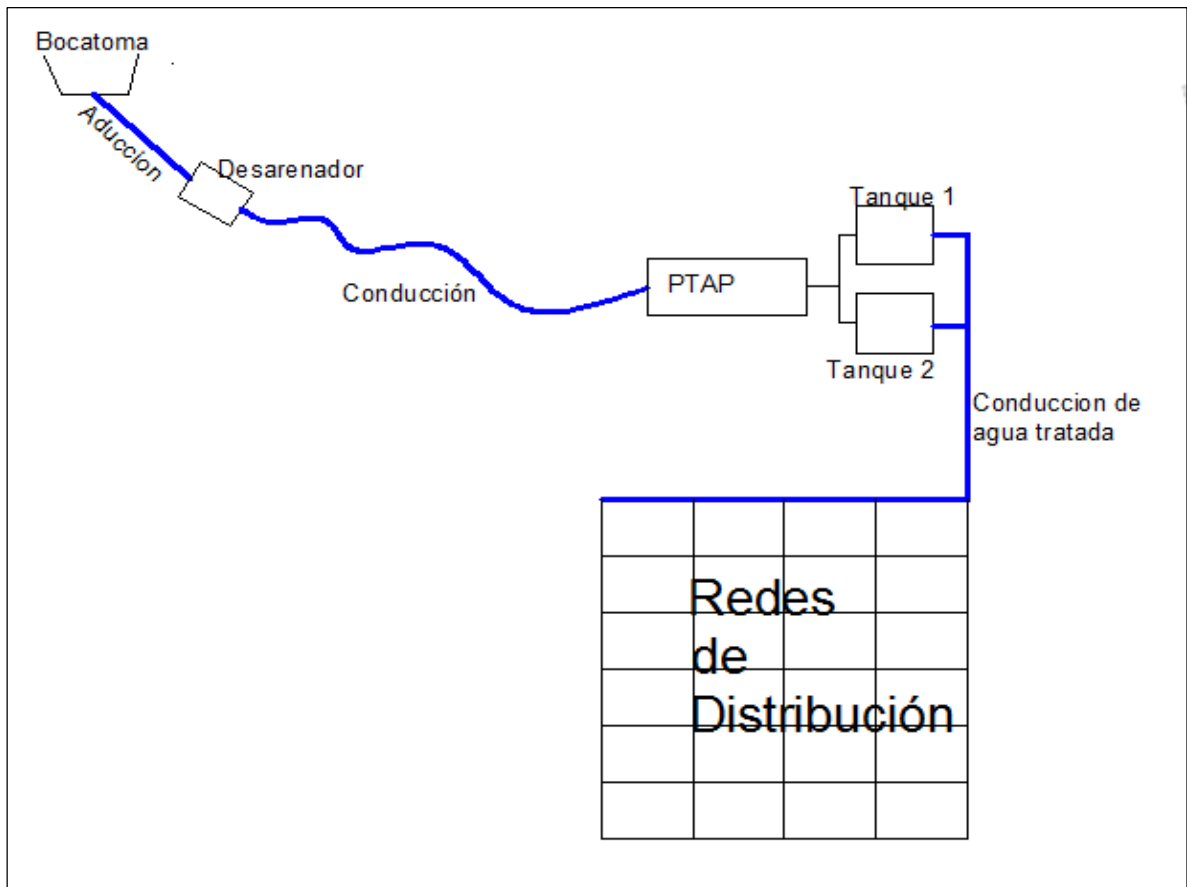 Bocatoma
Aduccion
Desarenador
Conducción
PTAP
Tanque 1
Tanque 2
Conduccion de
agua tratada
Redes
de
Distribución